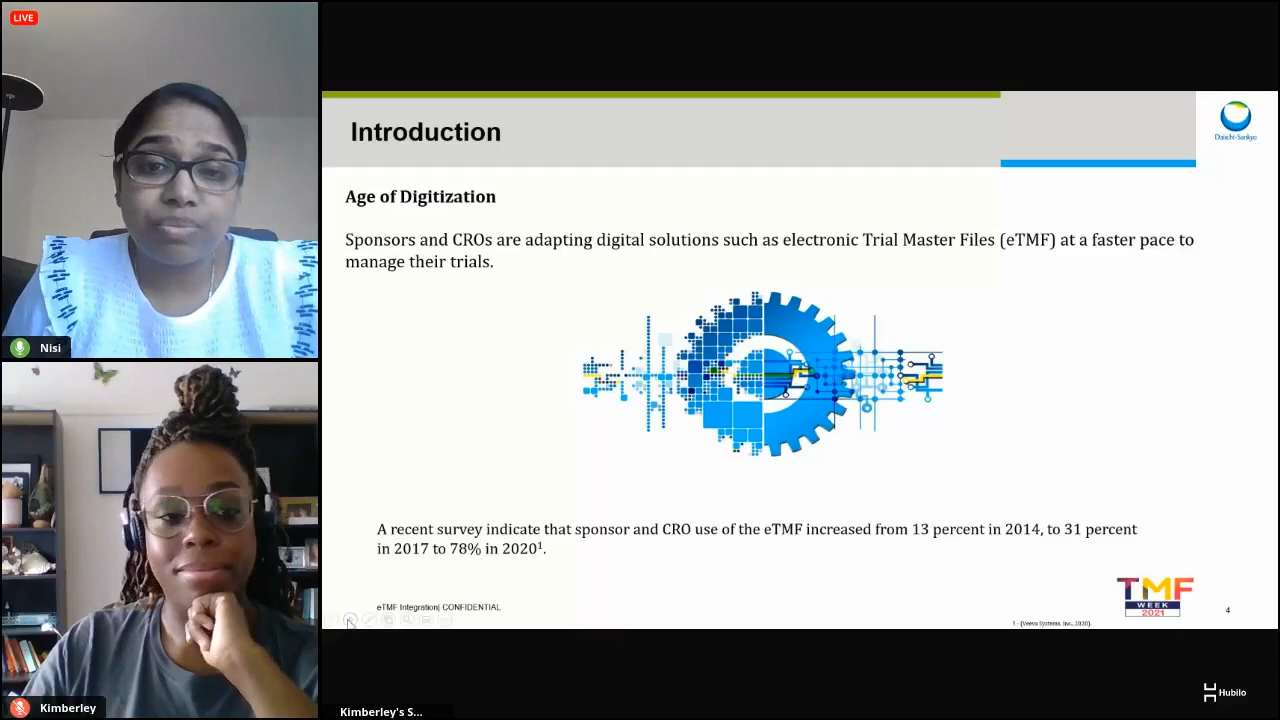 LIVE
Nisi
Kimberley
Introduction
Daiichi-Sankyo
Age of Digitization
Sponsors and CROs are adapting digital solutions such as electronic Trial Master Files (eTMF) at a faster pace to
manage their trials.
A recent survey indicate that sponsor and CRO use of the eTMF increased from 13 percent in 2014, to 31 percent
in 2017 to 78% in 2020¹.
eTMF Integration| CONFIDENTIAL
TMF
WEEK
2021
4
1 - (Veeva Systems, Inc., 2020).
Kimberley's S...
Hubilo